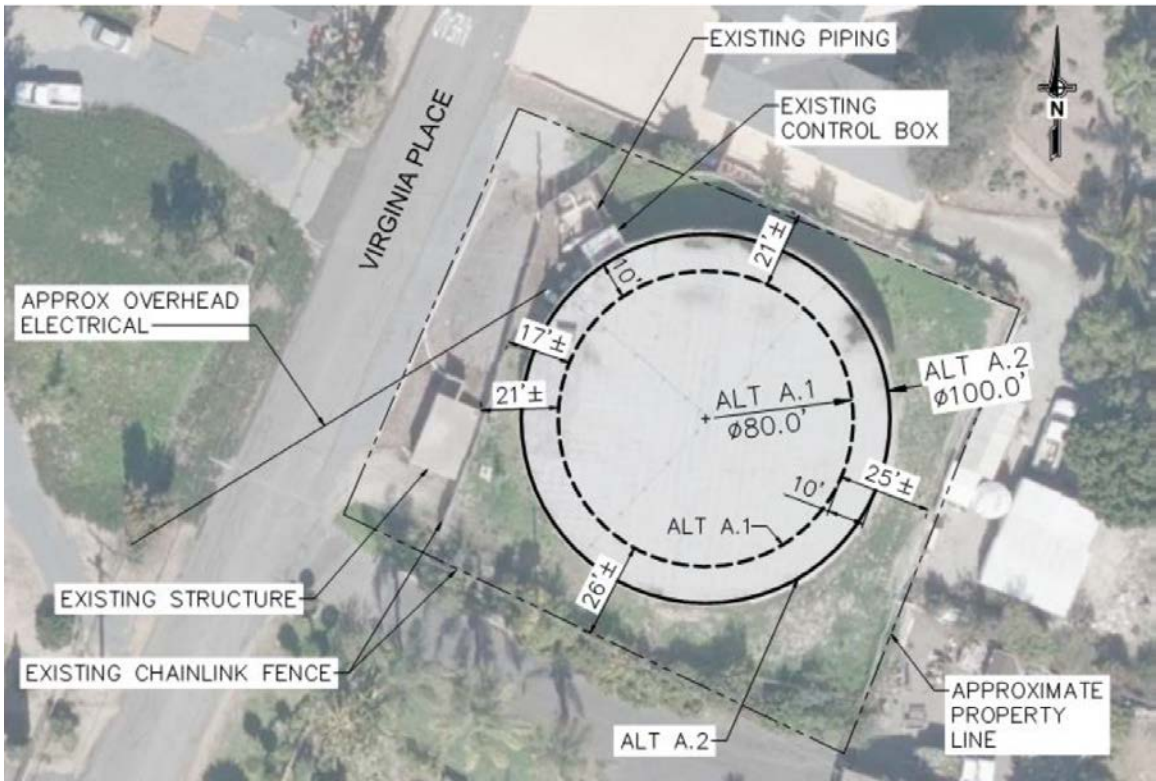 EXISTING PIPING
EXISTING
CONTROL BOX
N
VIRGINIA PLACE
21'±
10'
APPROX OVERHEAD
ELECTRICAL
17'±
ALT A.2
Ø100.0'
21'±
ALT A.1
Ø80.0'
25'±
10'
ALT A.1
26'±
EXISTING STRUCTURE
EXISTING CHAINLINK FENCE
APPROXIMATE
PROPERTY
LINE
ALT A.2